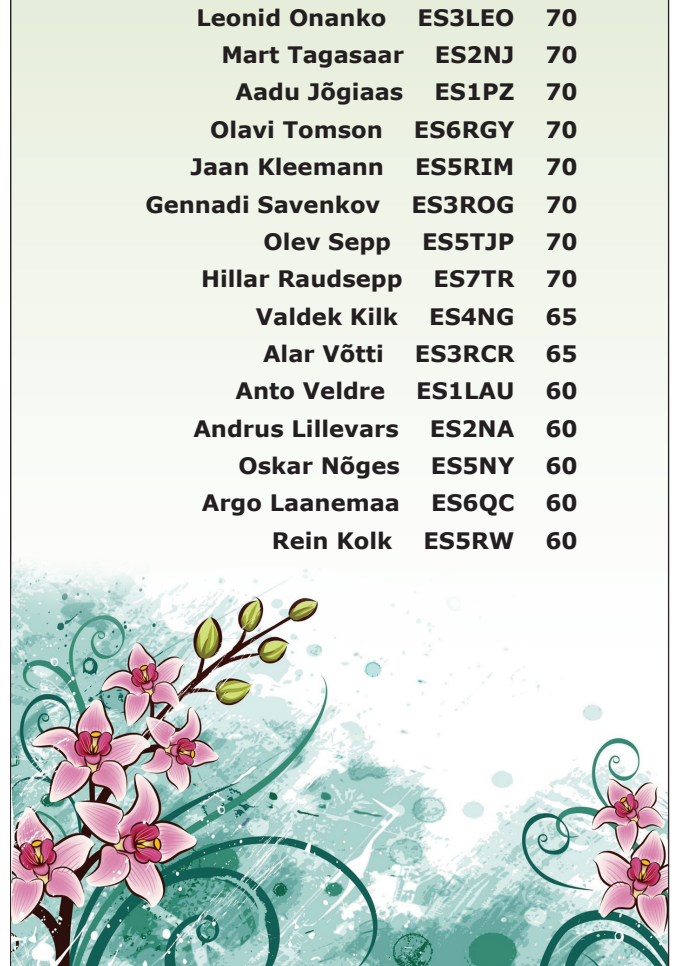 Leonid Onanko ES3LEO 70
Mart Tagasaar ES2NJ 70
Aadu Jõgiaas ES1PZ 70
Olavi Tomson ES6RGY 70
Jaan Kleemann ES5RIM 70
Gennadi Savenkov ES3ROG 70
Olev Sepp ES5TJP 70
Hillar Raudsepp ES7TR 70
Valdek Kilk ES4NG 65
Alar Võtti ES3RCR 65
Anto Veldre ES1LAU 60
Andrus Lillevars ES2NA 60
Oskar Nõges ES5NY 60
Argo Laanemaa ES6QC 60
Rein Kolk ES5RW 60